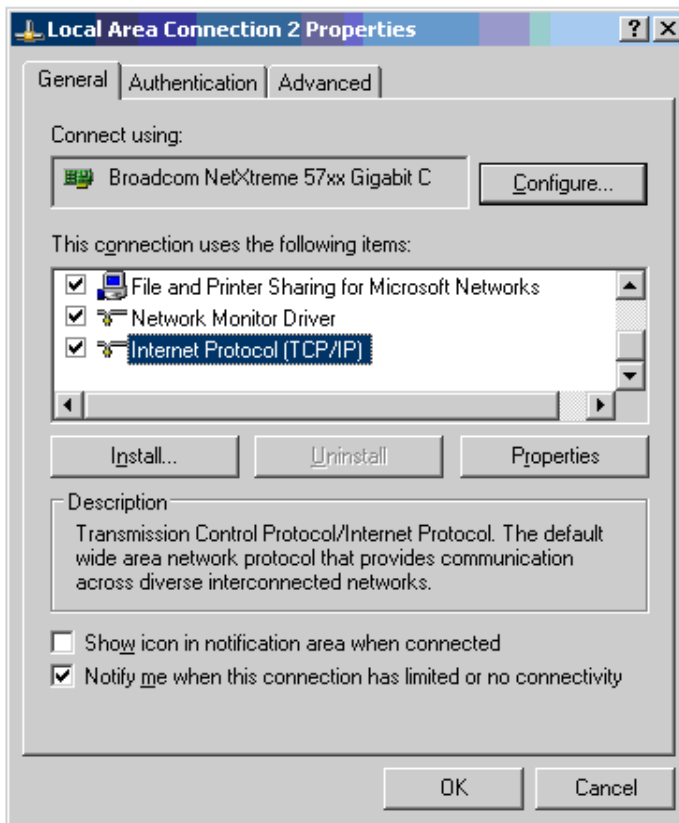 Local Area Connection 2 Properties
General Authentication Advanced
Connect using:
Broadcom NetXtreme 57xx Gigabit C
Configure...
This connection uses the following items:
File and Printer Sharing for Microsoft Networks
Network Monitor Driver
Internet Protocol (TCP/IP)
Install... Uninstall Properties
Description
Transmission Control Protocol/Internet Protocol. The default
wide area network protocol that provides communication
across diverse interconnected networks.
Show icon in notification area when connected
Notify me when this connection has limited or no connectivity
OK Cancel